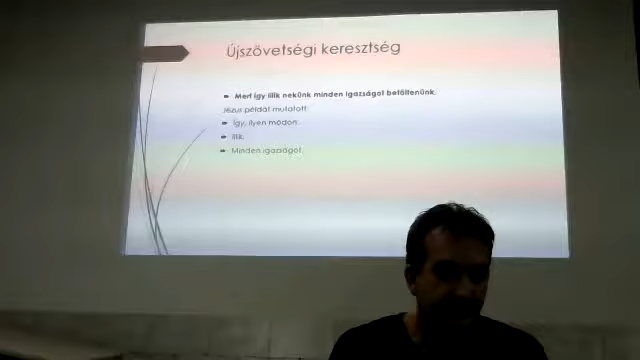 Újszövetségi keresztség
Mert így illik nekünk minden igazságot betöltenünk.
Jézus példát mutatott:
Így, ilyen módon.
Illik.
Minden igazságot.